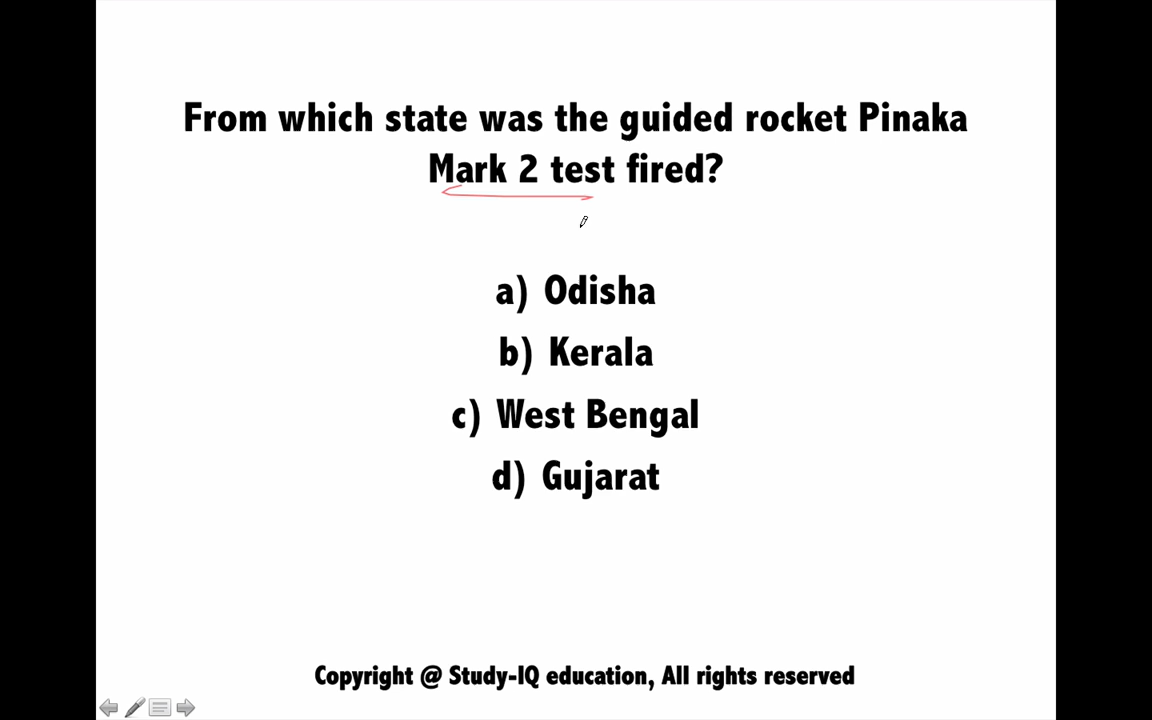 From which state was the guided rocket Pinaka
Mark 2 test fired?
a) Odisha
b) Kerala
c) West Bengal
d) Gujarat
Copyright @ Study-IQ education, All rights reserved